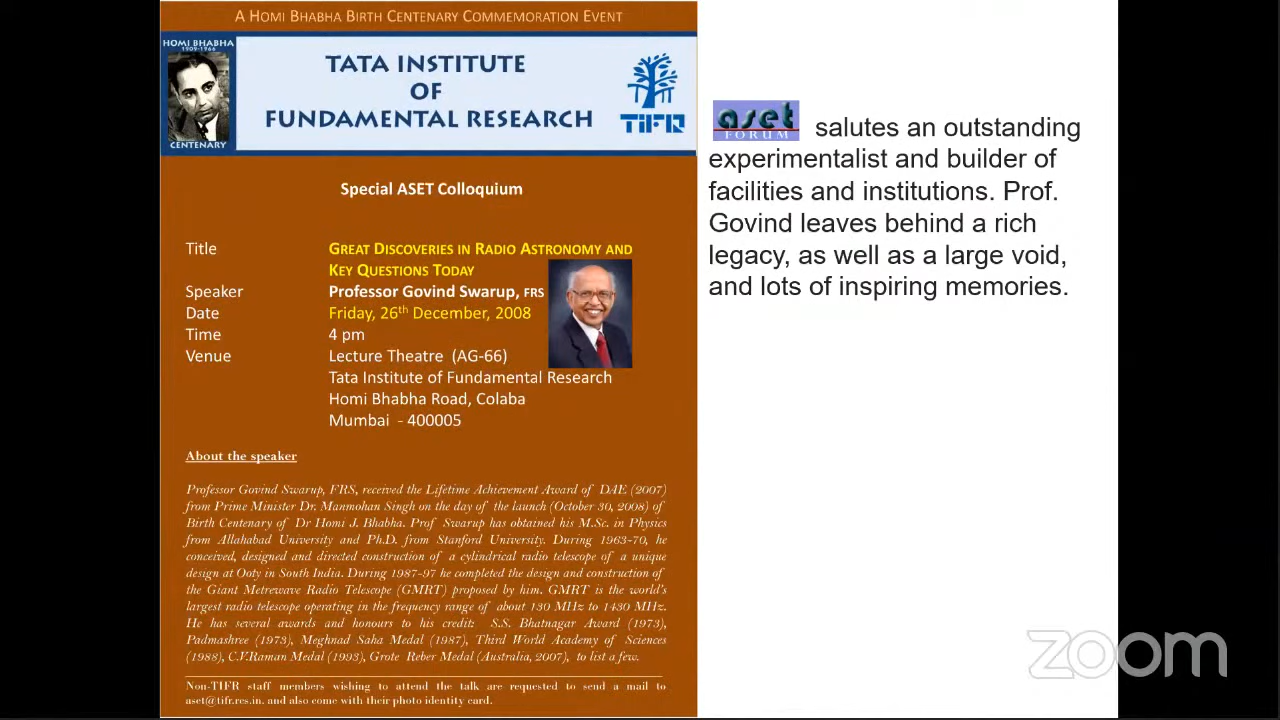 A Homi Bhabha Birth Centenary Commemoration Event
HOMI BHABHA
1909-1966
CENTENARY
TATA INSTITUTE
OF
FUNDAMENTAL RESEARCH
TIFR
Special ASET Colloquium
Title Great Discoveries in Radio Astronomy and
Key Questions Today
Speaker Professor Govind Swarup, FRS
Date Friday, 26th December, 2008
Time 4 pm
Venue Lecture Theatre (AG-66)
Tata Institute of Fundamental Research
Homi Bhabha Road, Colaba
Mumbai - 400005
About the speaker
Professor Govind Swarup, FRS, received the Lifetime Achievement Award of DAE (2007)
from Prime Minister Dr. Manmohan Singh on the day of the launch (October 30, 2008) of
Birth Centenary of Dr Homi J. Bhabha. Prof Swarup has obtained his M.Sc. in Physics
from Allahabad University and Ph.D. from Stanford University. During 1963-70, he
conceived, designed and directed construction of a cylindrical radio telescope of a unique
design at Ooty in South India. During 1987-97 he completed the design and construction of
the Giant Metrewave Radio Telescope (GMRT) proposed by him. GMRT is the world's
largest radio telescope operating in the frequency range of about 130 MHz to 1430 MHz.
He has several awards and honours to his credit: S.S. Bhatnagar Award (1973),
Padmashree (1973), Meghnad Saha Medal (1987), Third World Academy of Sciences
(1988), C.V.Raman Medal (1993), Grote Reber Medal (Australia, 2007), to list a few.
Non-TIFR staff members wishing to attend the talk are requested to send a mail to
aset@tifr.res.in. and also come with their photo identity card.
aset
FORUM
salutes an outstanding
experimentalist and builder of
facilities and institutions. Prof.
Govind leaves behind a rich
legacy, as well as a large void,
and lots of inspiring memories.
zoom